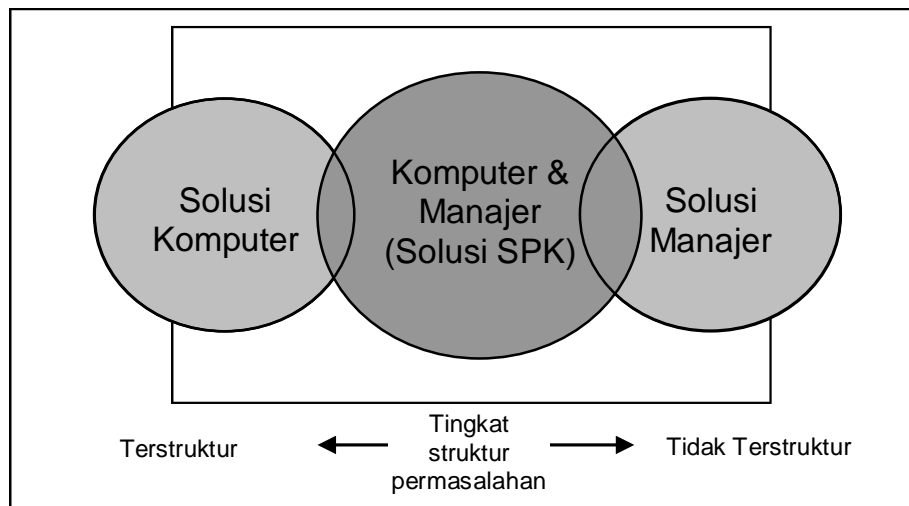 Solusi
Komputer
Komputer &
Manajer
(Solusi SPK)
Solusi
Manajer
Terstruktur
Tingkat
struktur
permasalahan
Tidak Terstruktur